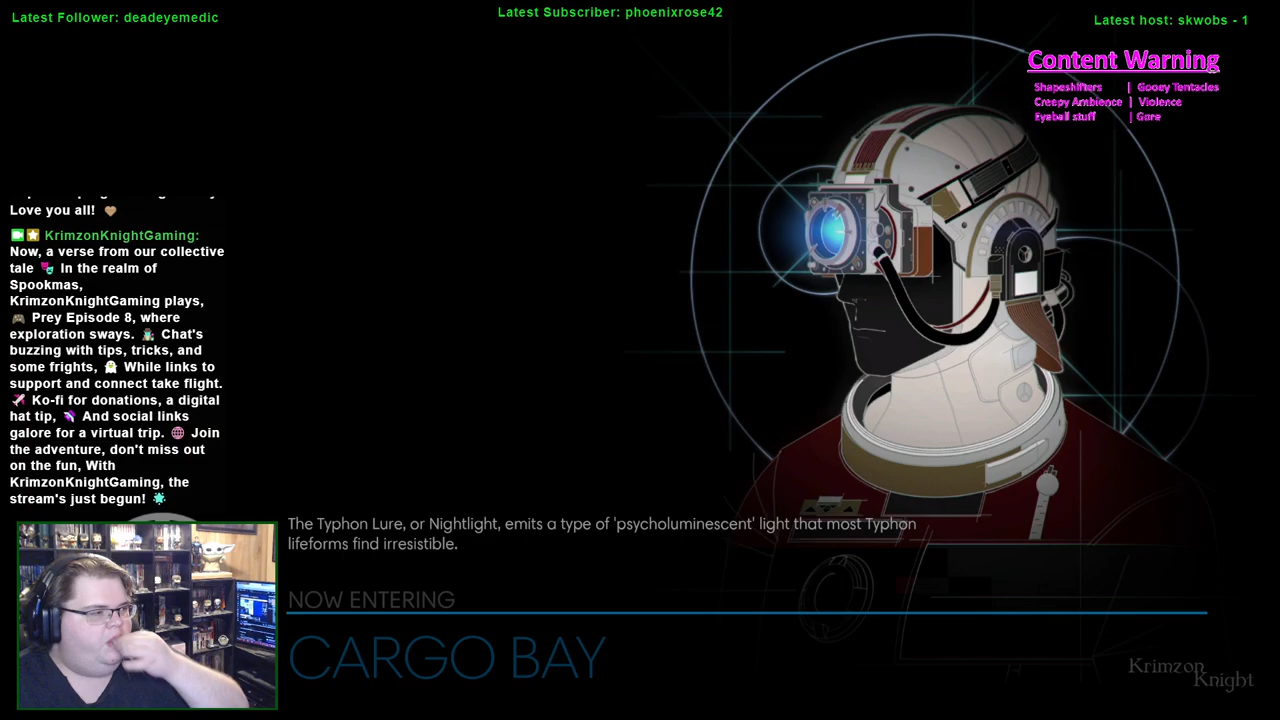 Latest Follower: deadeyemedic
Latest Subscriber: phoenixrose42
Latest host: skwobs - 1
Content Warning
Shapeshifters | Gooey Tentacles
Creepy Ambience | Violence
Eyeball stuff | Gore
Love you all! 🤎
KrimzonKnightGaming:
Now, a verse from our collective
tale 🎭 In the realm of
Spookmas,
KrimzonKnightGaming plays,
🎮 Prey Episode 8, where
exploration sways. 🕵 Chat's
buzzing with tips, tricks, and
some frights, 👻 While links to
support and connect take flight.
🚀 Ko-fi for donations, a digital
hat tip, 🎩 And social links
galore for a virtual trip. 🌐 Join
the adventure, don't miss out
on the fun, With
KrimzonKnightGaming, the
stream's just begun! 🌟
The Typhon Lure, or Nightlight, emits a type of 'psycholuminescent' light that most Typhon
lifeforms find irresistible.
NOW ENTERING
CARGO BAY
Krimzon
Knight